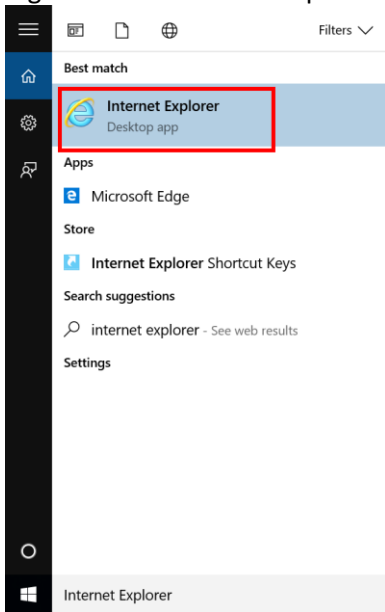 Filters
Best match
Internet Explorer
Desktop app
Apps
Microsoft Edge
Store
Internet Explorer Shortcut Keys
Search suggestions
internet explorer - See web results
Settings
Internet Explorer